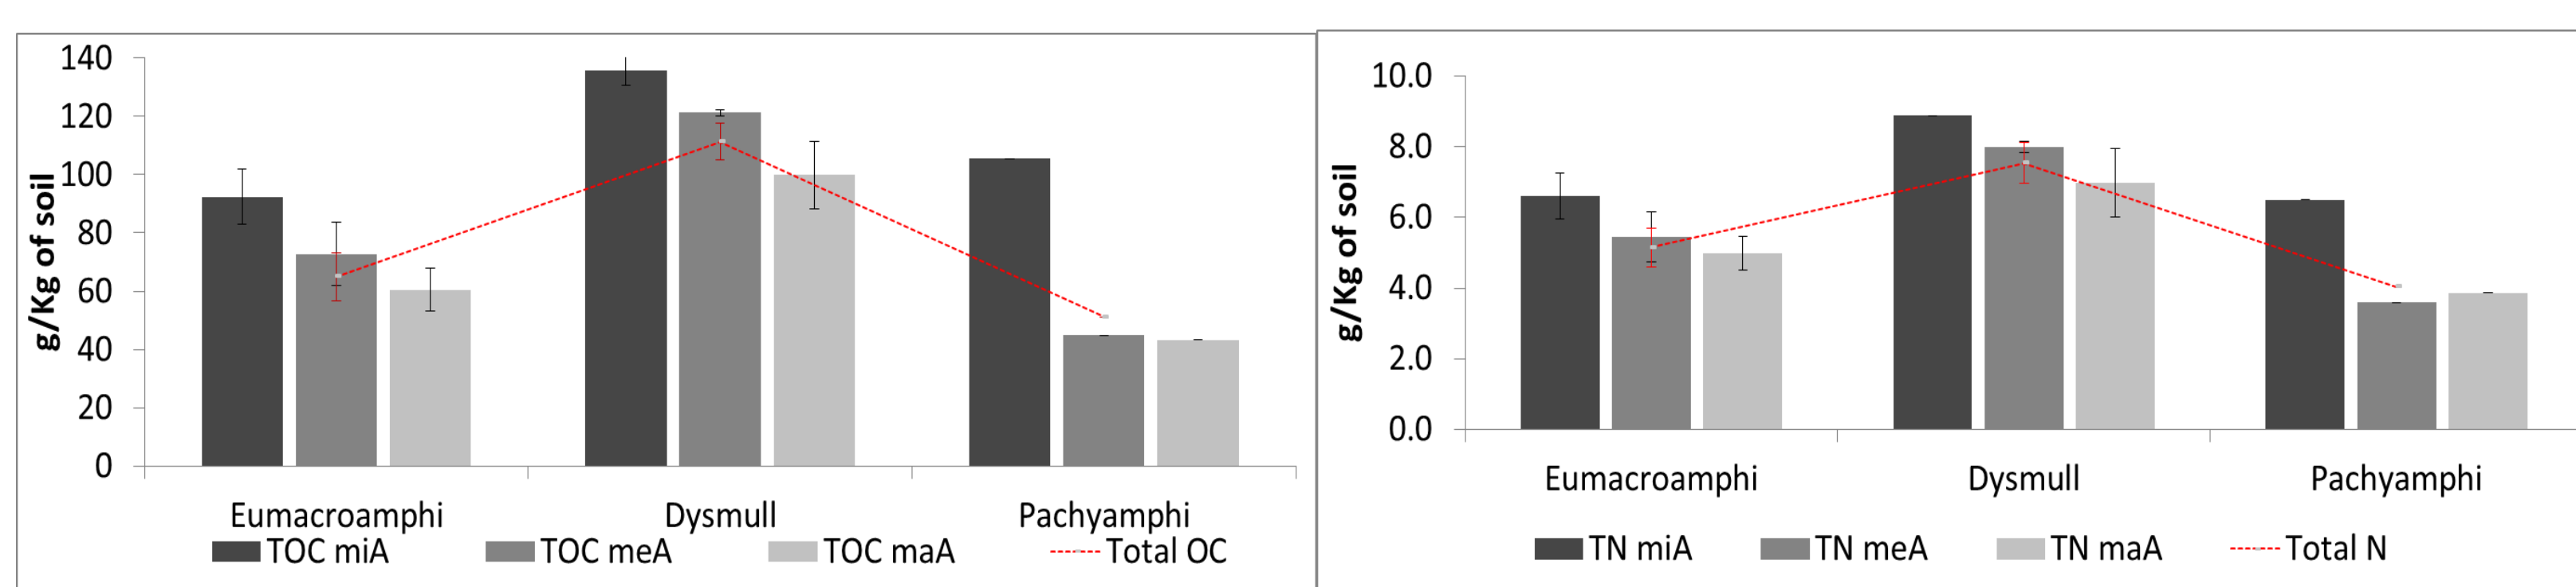 g/Kg of soil
140
120
100
80
60
40
20
0
Eumacroamphi Dysmull Pachyamphi
TOC miA TOC meA TOC maA Total OC
g/Kg of soil
10.0
8.0
6.0
4.0
2.0
0.0
Eumacroamphi Dysmull Pachyamphi
TN miA TN meA TN maA Total N